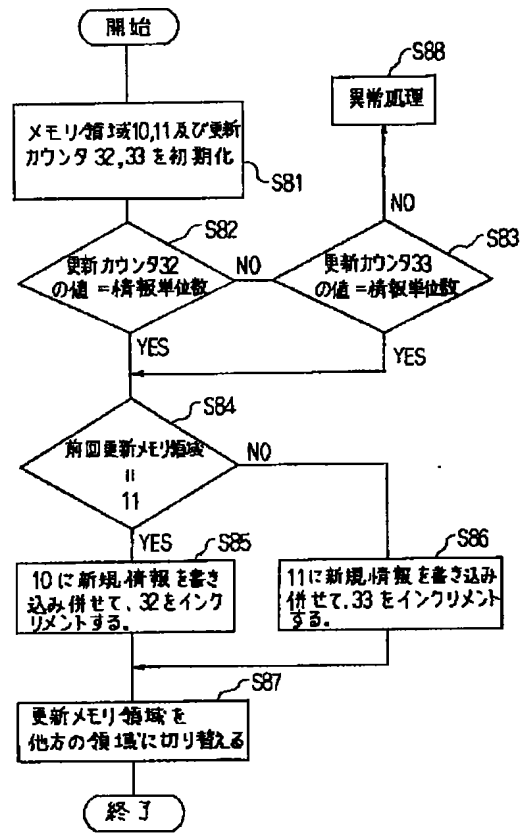 開始
S88
異常処理
メモリ領域10,11及び更新
カウンタ32,33を初期化
S81
NO
S82
S83
更新カウンタ32
の値=情報単位数
NO
更新カウンタ33
の値=情報単位数
YES
YES
S84
前回更新メモリ領域
=
11
NO
YES
S85
S86
10に新規情報を書き
込み併せて、32をインク
リメントする。
11に新規情報を書き込み
併せて、33をインクリメント
する。
S87
更新メモリ領域を
他方の領域に切り替える
終了